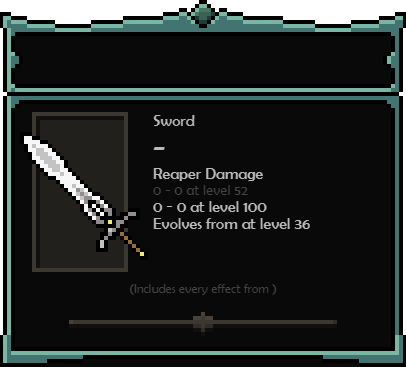 Sword
–
Reaper Damage
0 - 0 at level 52
0 - 0 at level 100
Evolves from at level 36
(Includes every effect from )